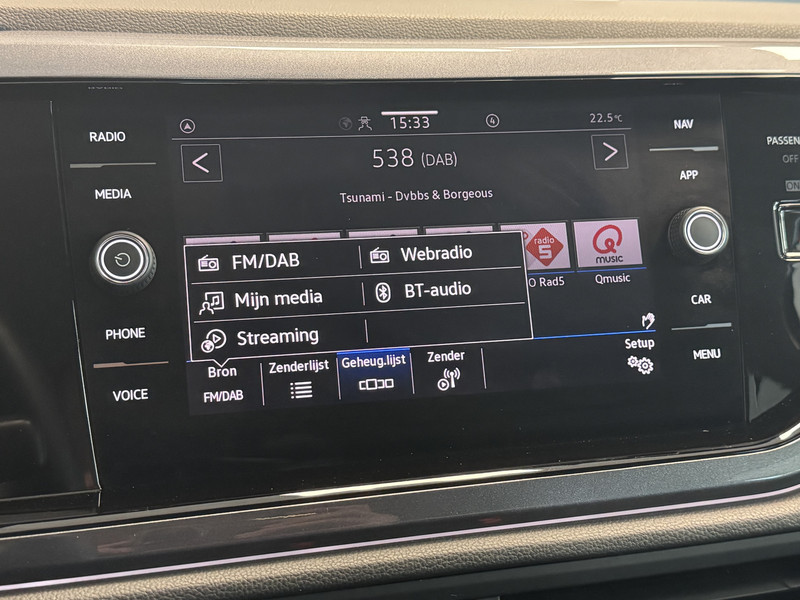 RADIO
MEDIA
PHONE
VOICE
15:33
4
22.5°C
538 (DAB)
Tsunami - Dvbbs & Borgeous
FM/DAB
Webradio
Mijn media
BT-audio
Streaming
radio
5
O Rad5
Q
MUSIC
Qmusic
Bron
FM/DAB
Zenderlijst
Geheug.lijst
Zender
Setup
NAV
APP
CAR
MENU
PASSEN
OFF
ON